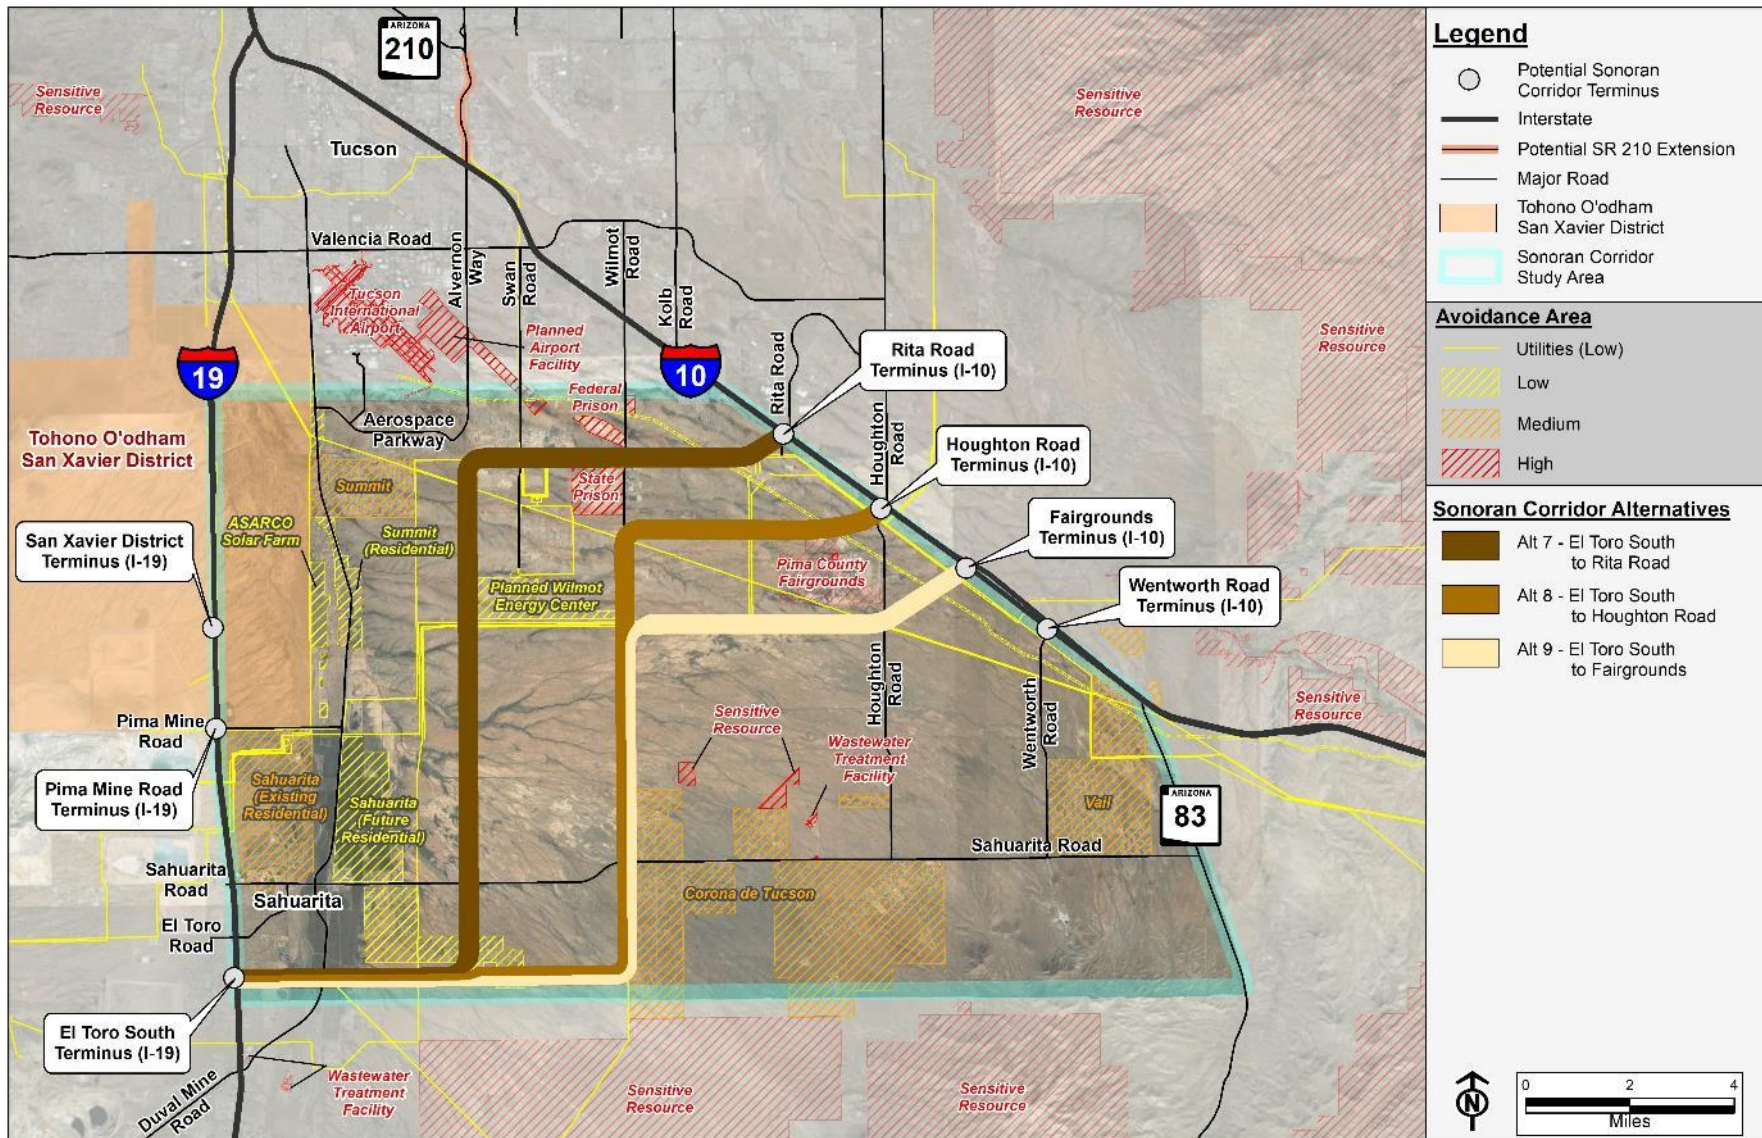 ARIZONA
210
Sensitive
Resource
Sensitive
Resource
Tucson
Valencia Road
Alvernon
Way
Swan
Road
Wilmot
Road
Kolb
Road
Tucson
International
Airport
Planned
Airport
Facility
Sensitive
Resource
Rita Road
Rita Road
Terminus (I-10)
19
10
Federal
Prison
Aerospace
Parkway
Houghton
Road
Houghton Road
Terminus (I-10)
Tohono O'odham
San Xavier District
Summit
State
Prison
ASARCO
Solar Farm
Summit
(Residential)
Fairgrounds
Terminus (I-10)
San Xavier District
Terminus (I-19)
Planned Wilmot
Energy Center
Pima County
Fairgrounds
Wentworth Road
Terminus (I-10)
Houghton
Road
Wentworth
Road
Sensitive
Resource
Pima Mine
Road
Sensitive
Resource
Wastewater
Treatment
Facility
Pima Mine Road
Terminus (I-19)
Sahuarita
(Existing
Residential)
Sahuarita
(Future
Residential)
Vail
ARIZONA
83
Sahuarita Road
Sahuarita
Road
Sahuarita
Corona de Tucson
El Toro
Road
El Toro South
Terminus (I-19)
Duval Mine
Road
Wastewater
Treatment
Facility
Sensitive
Resource
Sensitive
Resource
Legend
Potential Sonoran
Corridor Terminus
Interstate
Potential SR 210 Extension
Major Road
Tohono O'odham
San Xavier District
Sonoran Corridor
Study Area
Avoidance Area
Utilities (Low)
Low
Medium
High
Sonoran Corridor Alternatives
Alt 7 - El Toro South
to Rita Road
Alt 8 - El Toro South
to Houghton Road
Alt 9 - El Toro South
to Fairgrounds
N
0 2 4
Miles